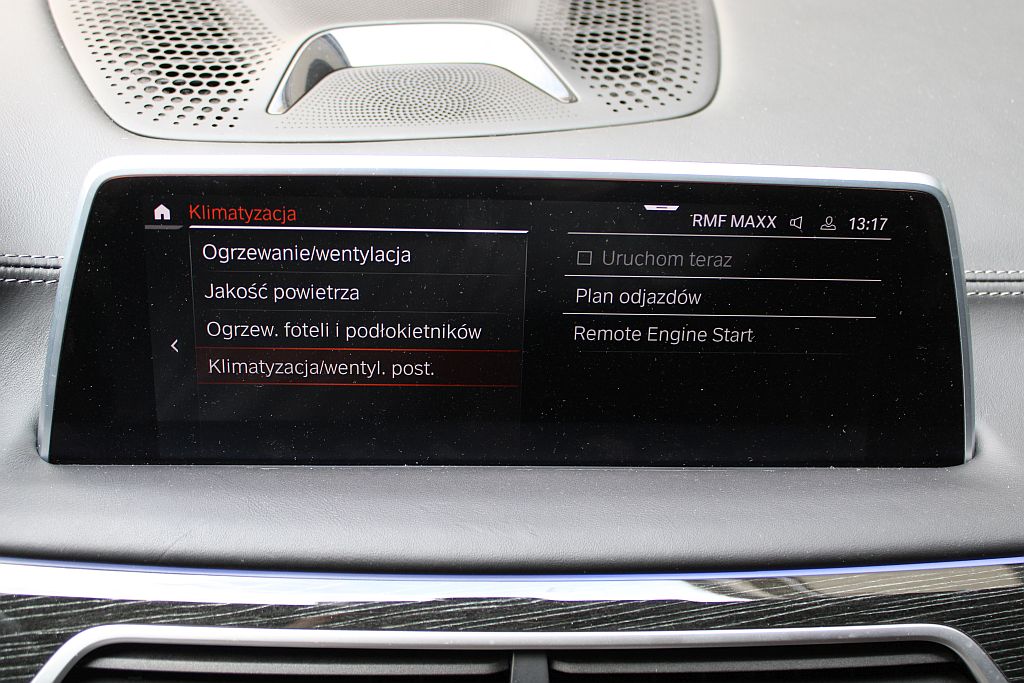 Klimatyzacja
RMF MAXX 13:17
Ogrzewanie/wentylacja
Jakość powietrza
Ogrzew. foteli i podłokietników
Klimatyzacja/wentyl. post.
Uruchom teraz
Plan odjazdów
Remote Engine Start